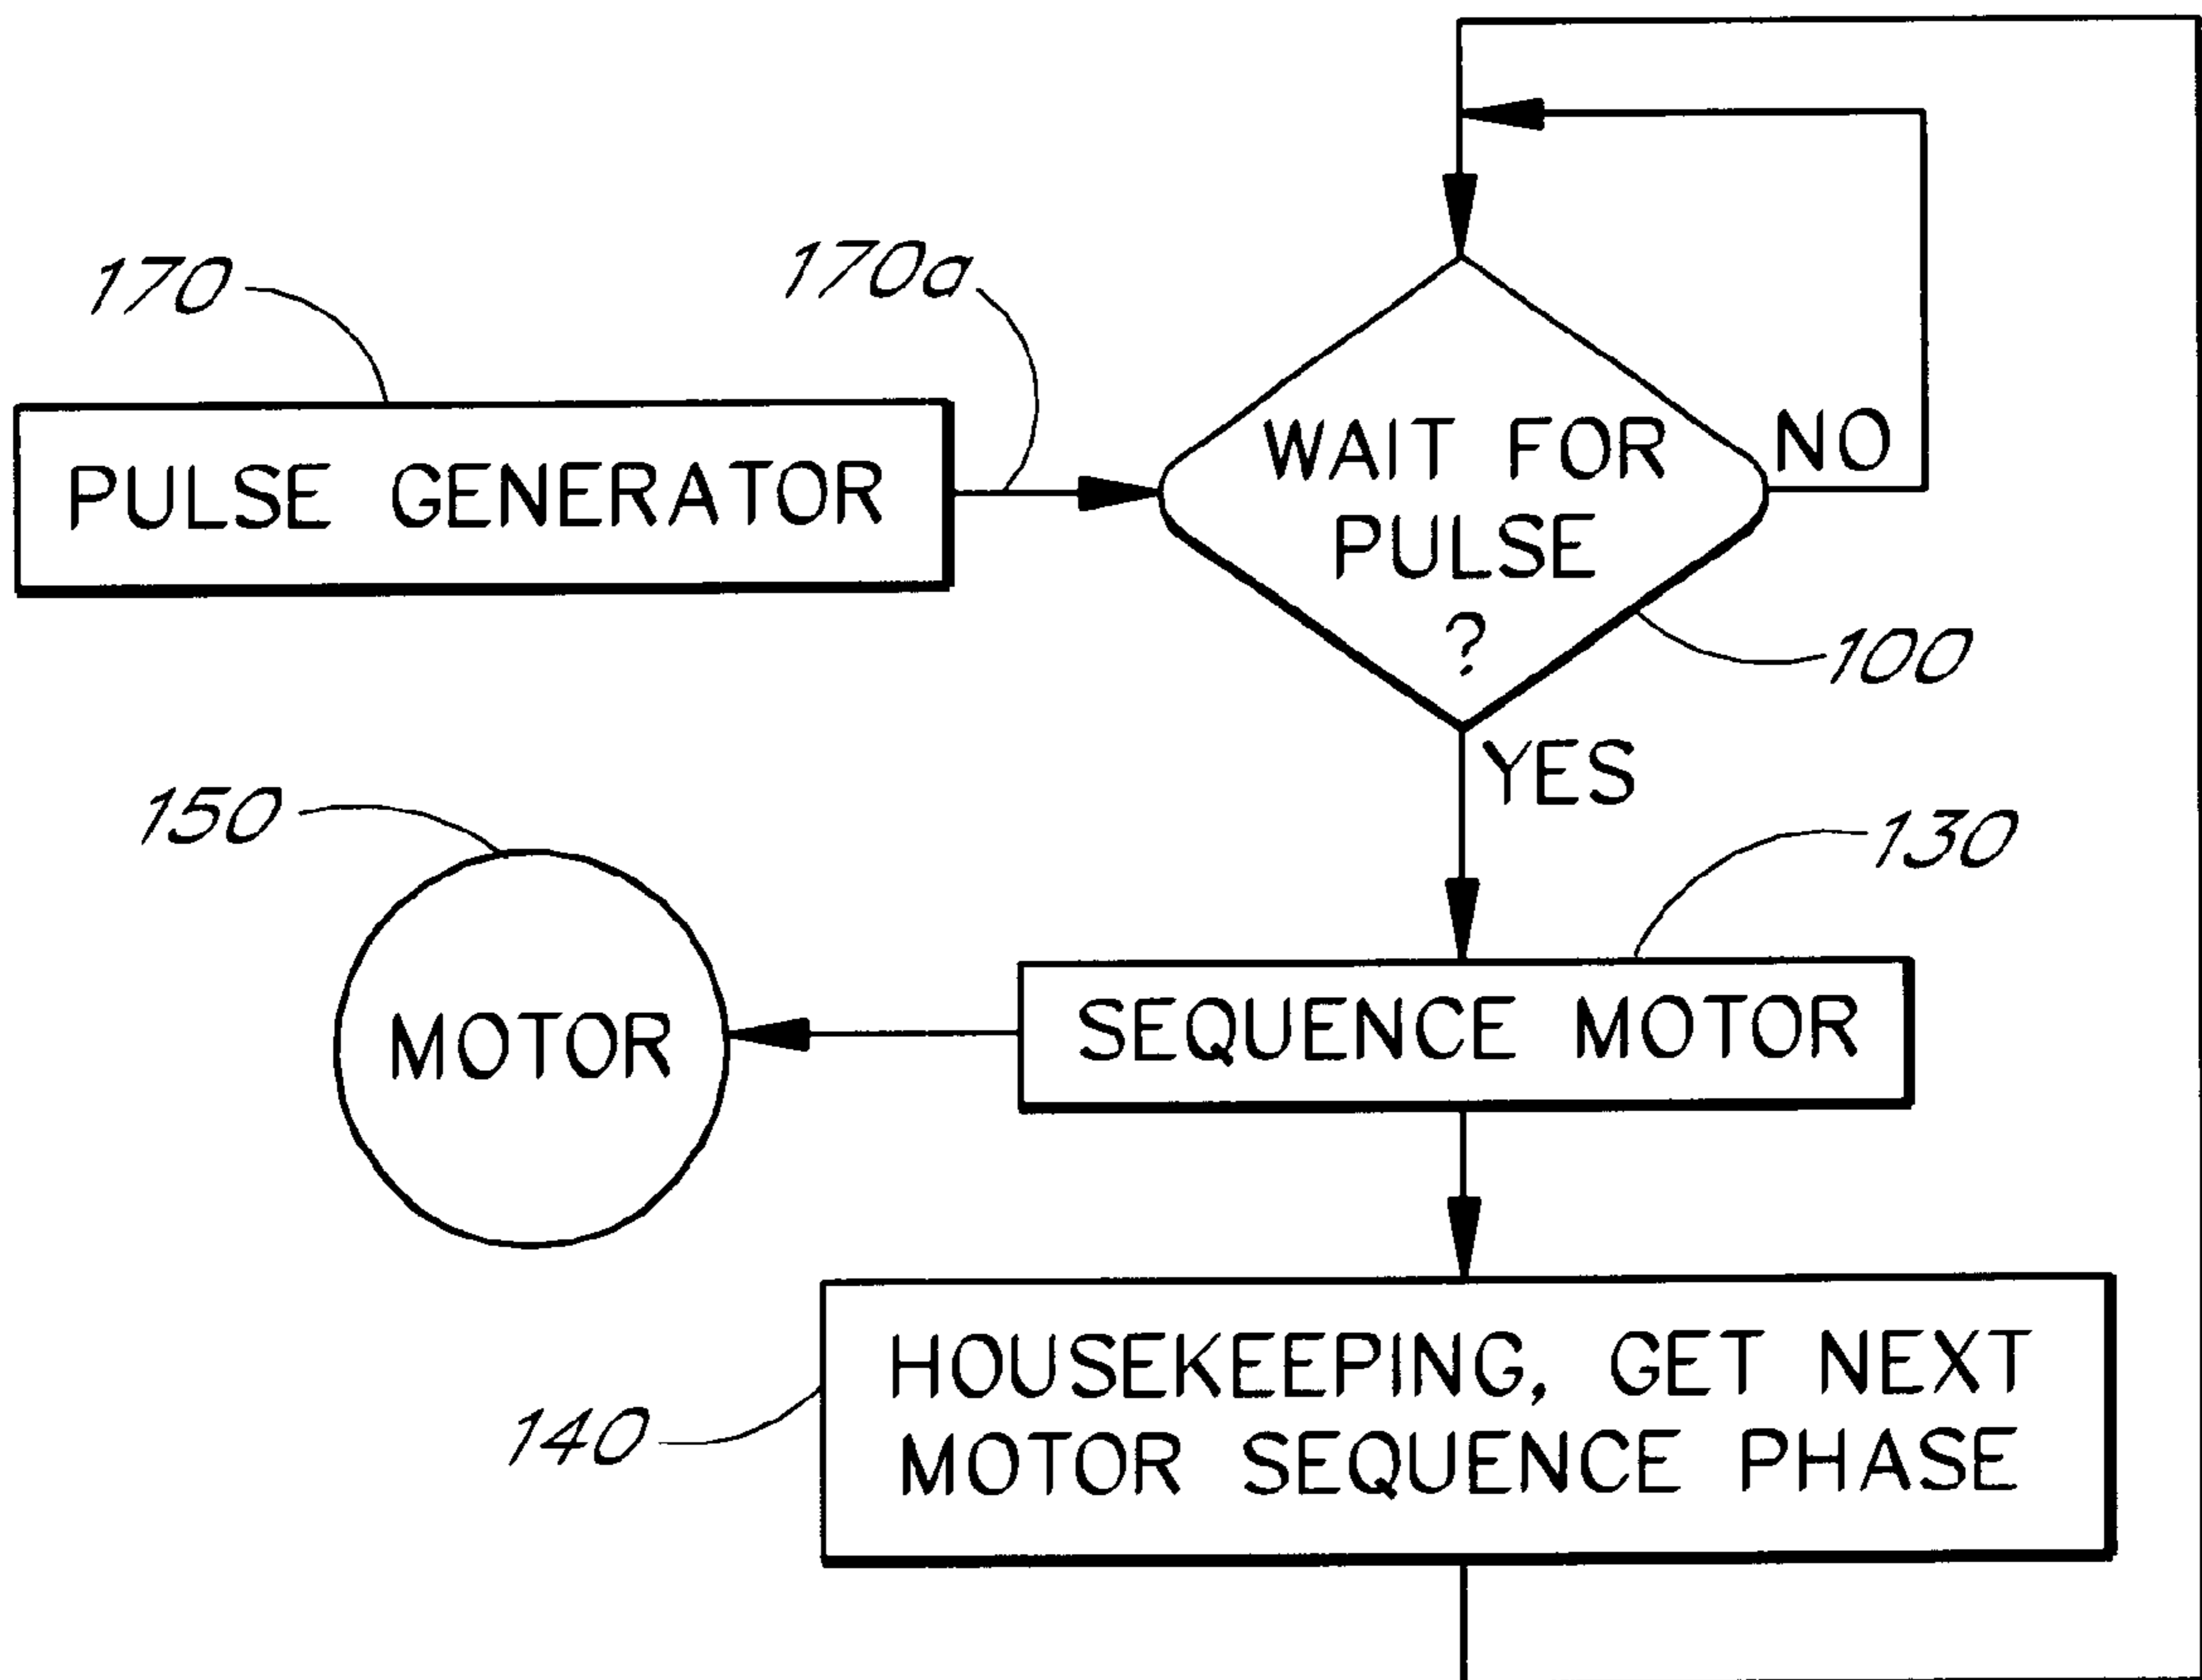 170
170a
PULSE GENERATOR
WAIT FOR
PULSE
?
NO
100
YES
150
130
MOTOR
SEQUENCE MOTOR
HOUSEKEEPING, GET NEXT
MOTOR SEQUENCE PHASE
140